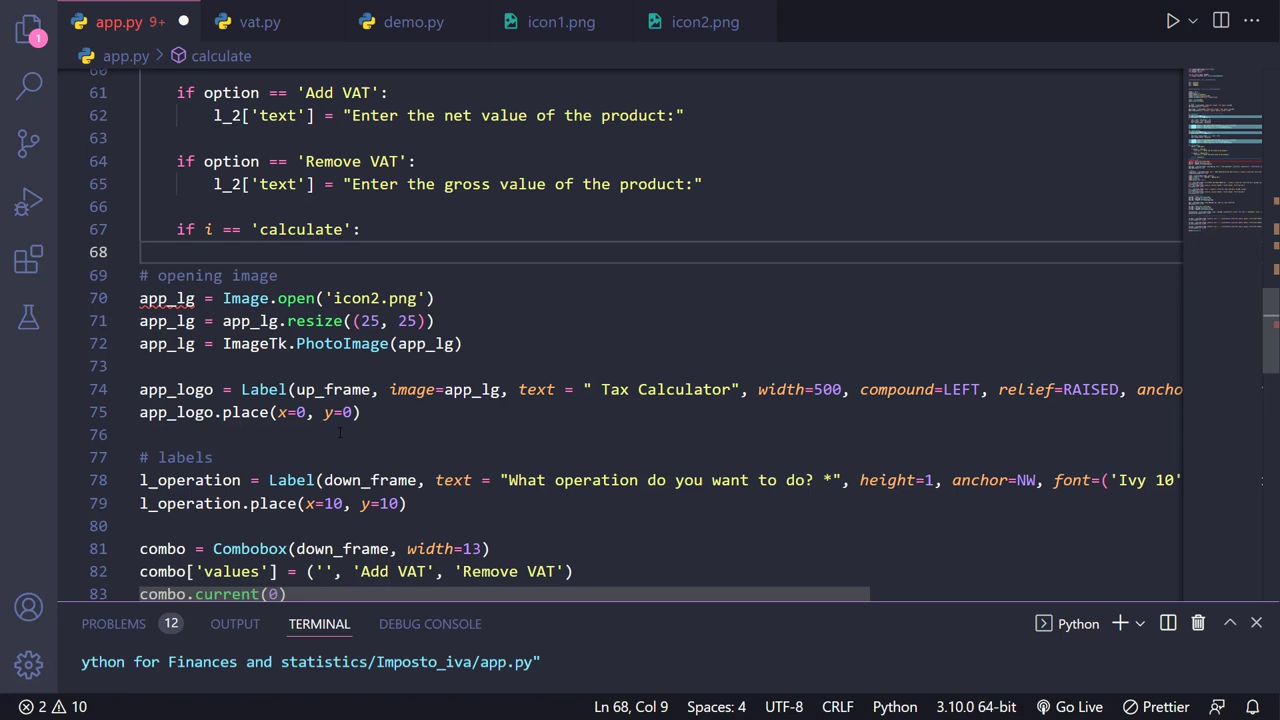 app.py 9+
vat.py
demo.py
icon1.png
icon2.png
1
app.py > calculate
60
61 if option == 'Add VAT':
62 l_2['text'] = "Enter the net value of the product:"
63
64 if option == 'Remove VAT':
65 l_2['text'] = "Enter the gross value of the product:"
66
67 if i == 'calculate':
68
69 # opening image
70 app_lg = Image.open('icon2.png')
71 app_lg = app_lg.resize((25, 25))
72 app_lg = ImageTk.PhotoImage(app_lg)
73
74 app_logo = Label(up_frame, image=app_lg, text = " Tax Calculator", width=500, compound=LEFT, relief=RAISED, ancho
75 app_logo.place(x=0, y=0)
76
77 # labels
78 l_operation = Label(down_frame, text = "What operation do you want to do? *", height=1, anchor=NW, font=('Ivy 10'
79 l_operation.place(x=10, y=10)
80
81 combo = Combobox(down_frame, width=13)
82 combo['values'] = ('', 'Add VAT', 'Remove VAT')
83 combo.current(0)
PROBLEMS 12 OUTPUT TERMINAL DEBUG CONSOLE Python
ython for Finances and statistics/Imposto_iva/app.py"
2 10 Ln 68, Col 9 Spaces: 4 UTF-8 CRLF Python 3.10.0 64-bit Go Live Prettier